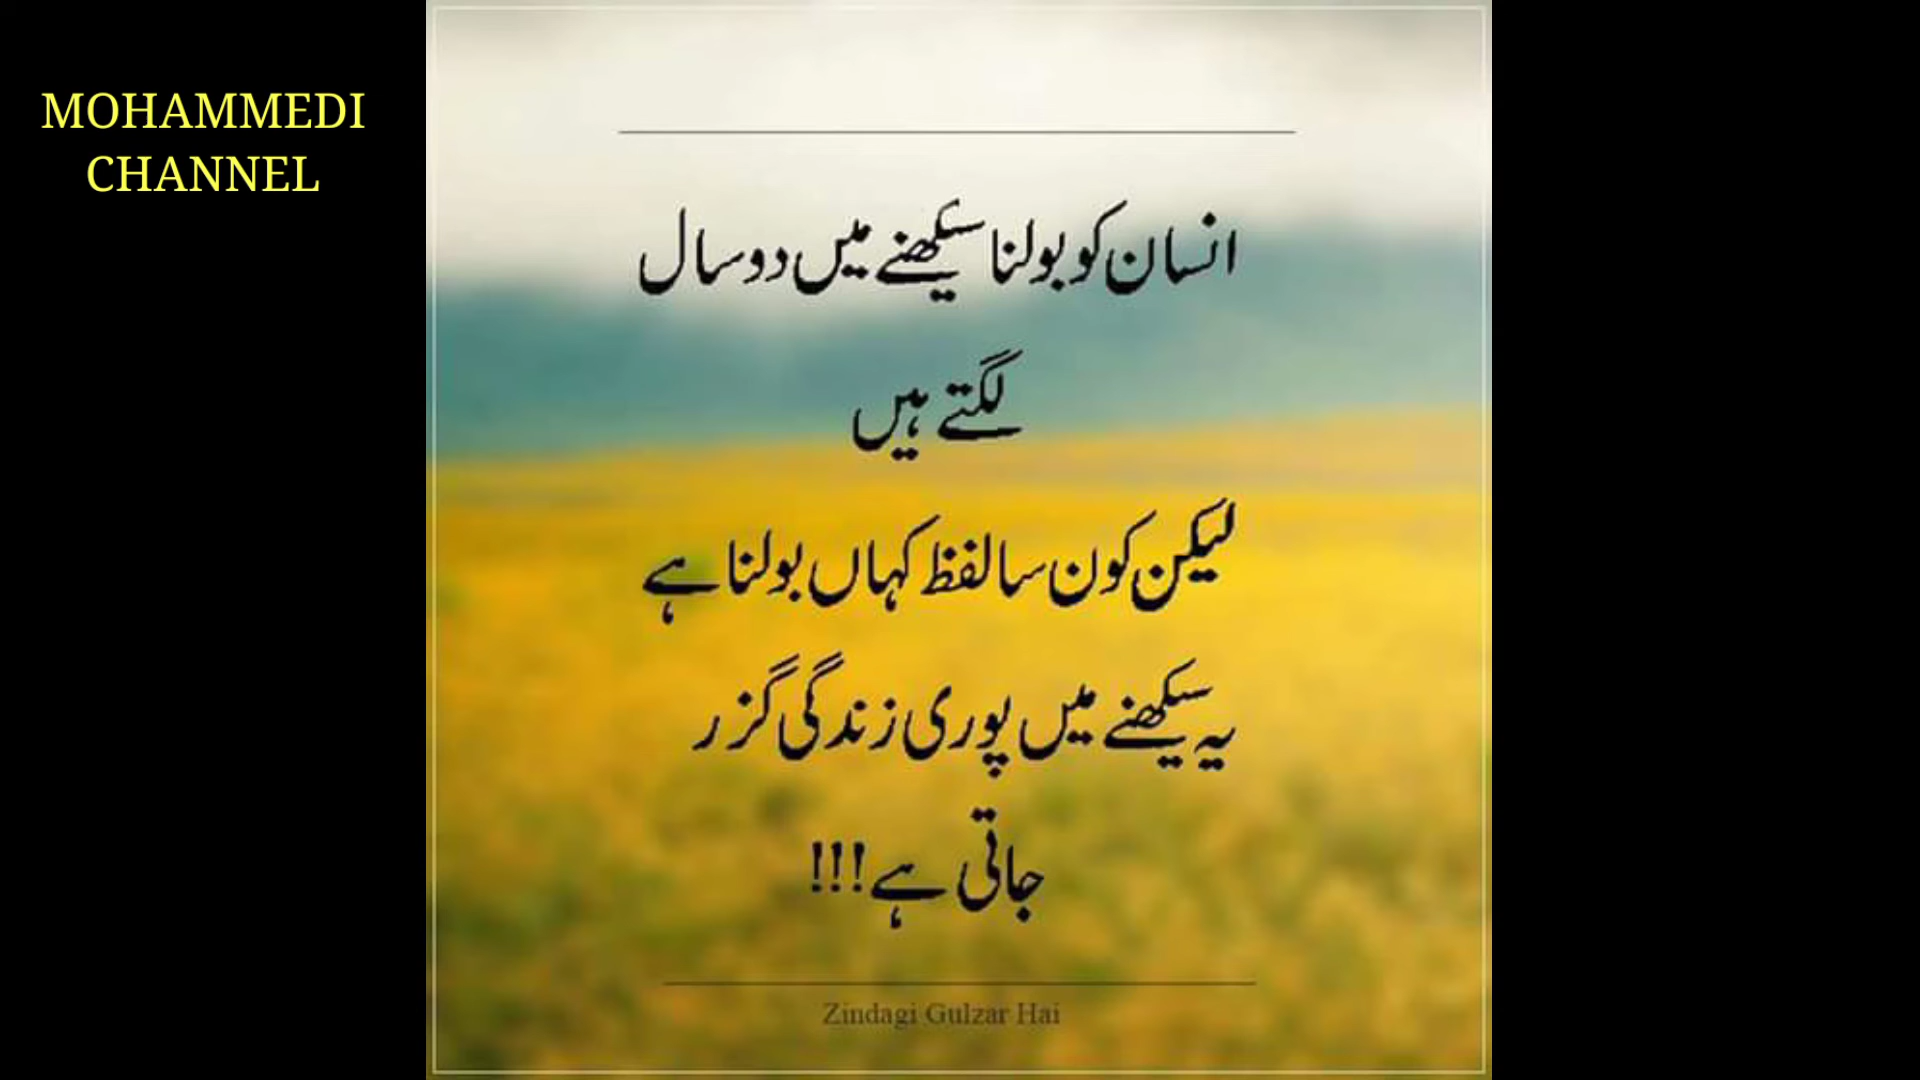 MOHAMMEDI
CHANNEL
انسان کو بولنا سیکھنے میں دو سال
لگتے ہیں
لیکن کون سا لفظ کہاں بولنا ہے
یہ سیکھنے میں پوری زندگی گزر
جاتی ہے!!!
Zindagi Gulzar Hai